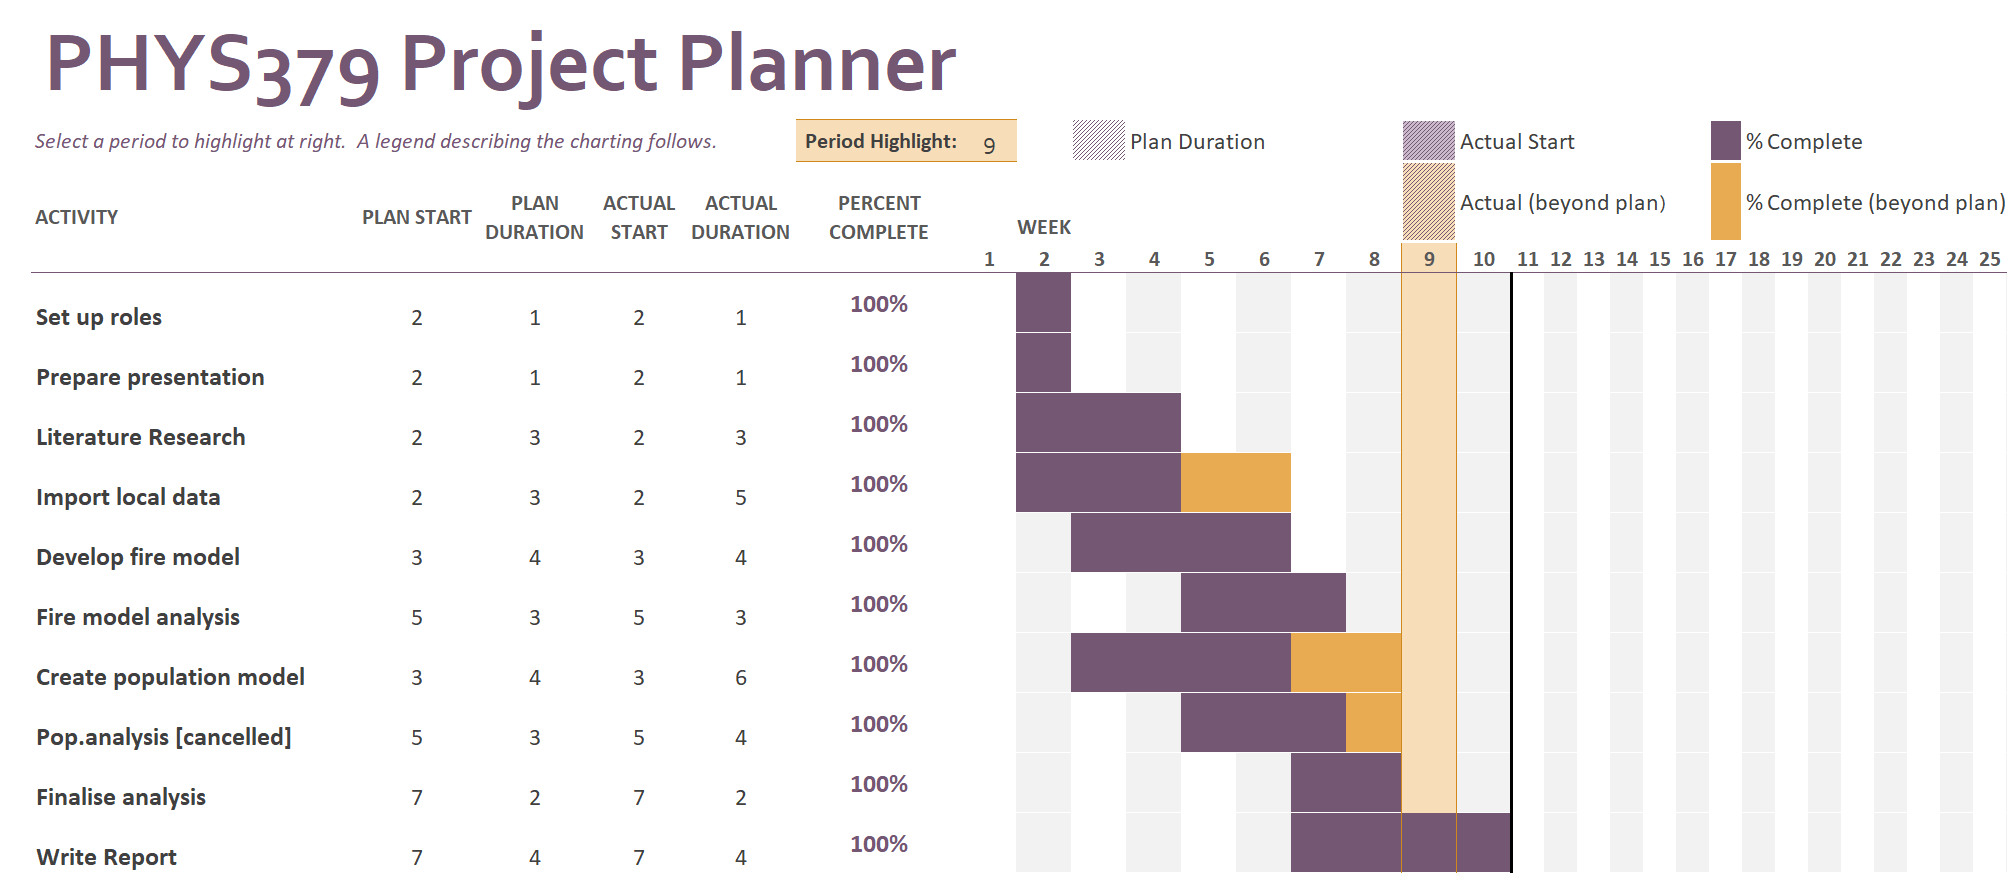 PHYS379 Project Planner
Select a period to highlight at right.  A legend describing the charting follows.
Period Highlight: 9
Plan Duration
Actual Start
% Complete
Actual (beyond plan)
% Complete (beyond plan)
ACTIVITY PLAN START PLAN DURATION ACTUAL START ACTUAL DURATION PERCENT COMPLETE WEEK
1 2 3 4 5 6 7 8 9 10 11 12 13 14 15 16 17 18 19 20 21 22 23 24 25
Set up roles 2 1 2 1 100%
Prepare presentation 2 1 2 1 100%
Literature Research 2 3 2 3 100%
Import local data 2 3 2 5 100%
Develop fire model 3 4 3 4 100%
Fire model analysis 5 3 5 3 100%
Create population model 3 4 3 6 100%
Pop.analysis [cancelled] 5 3 5 4 100%
Finalise analysis 7 2 7 2 100%
Write Report 7 4 7 4 100%